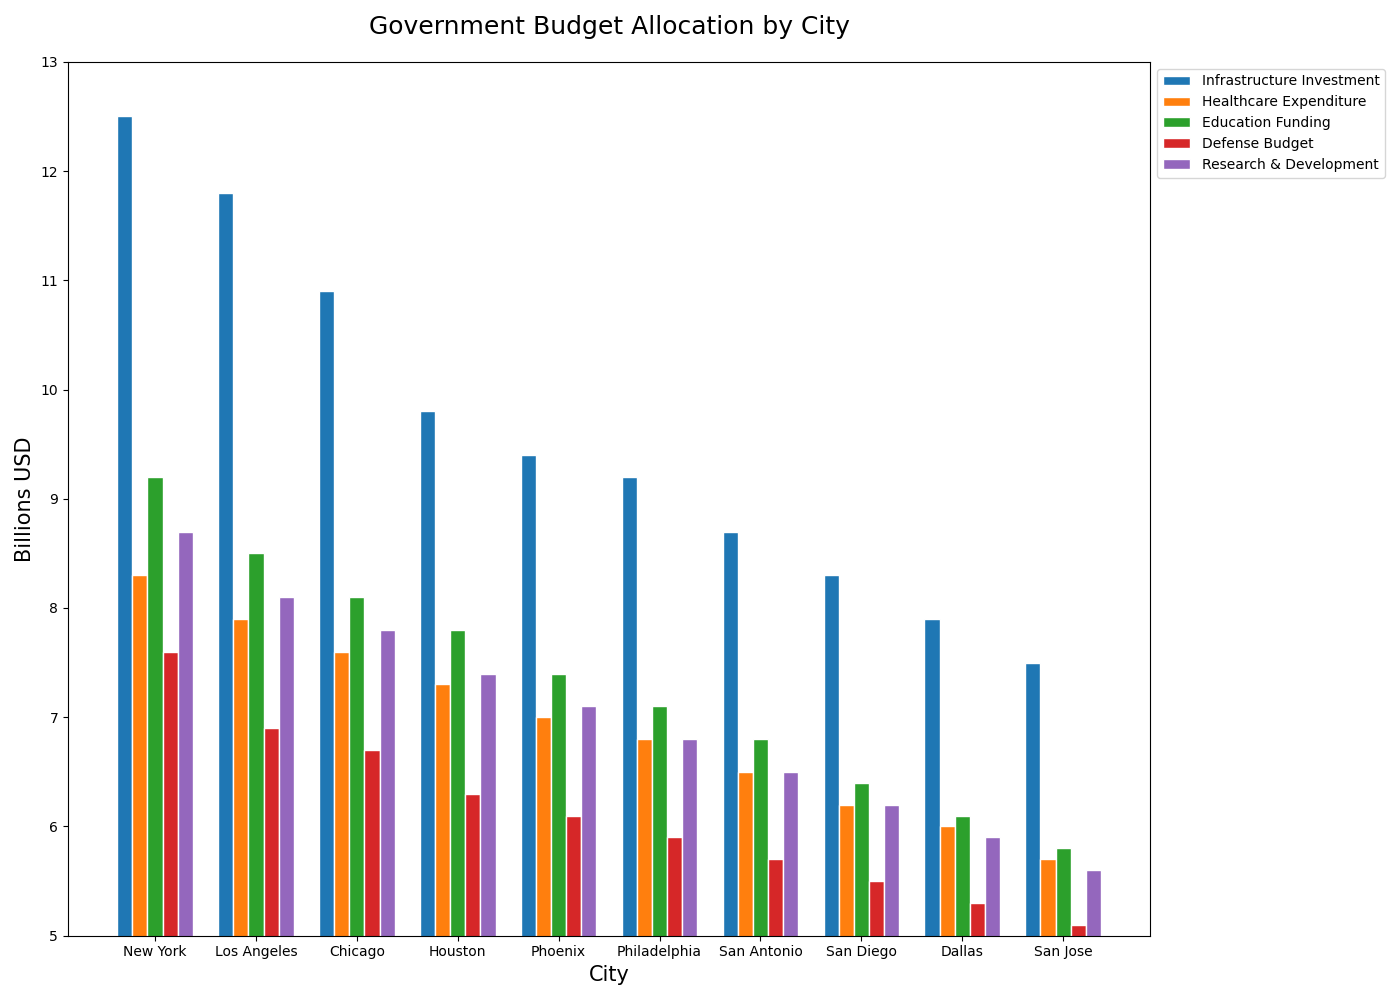 Government Budget Allocation by City
13
12
11
10
9
8
7
6
5
Billions USD
New York
Los Angeles
Chicago
Houston
Phoenix
Philadelphia
San Antonio
San Diego
Dallas
San Jose
City
Infrastructure Investment
Healthcare Expenditure
Education Funding
Defense Budget
Research & Development